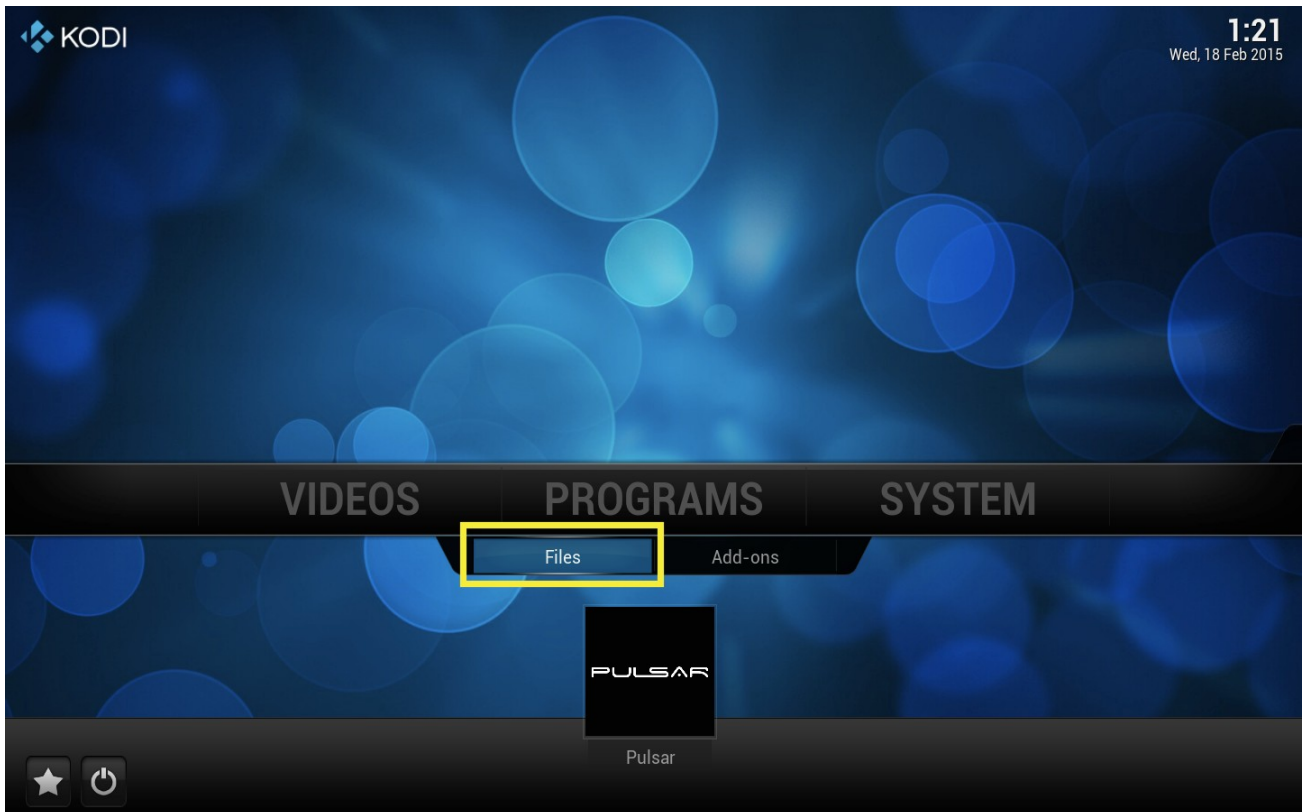 KODI
1:21
Wed, 18 Feb 2015
VIDEOS PROGRAMS SYSTEM
Files Add-ons
PULSAR
Pulsar